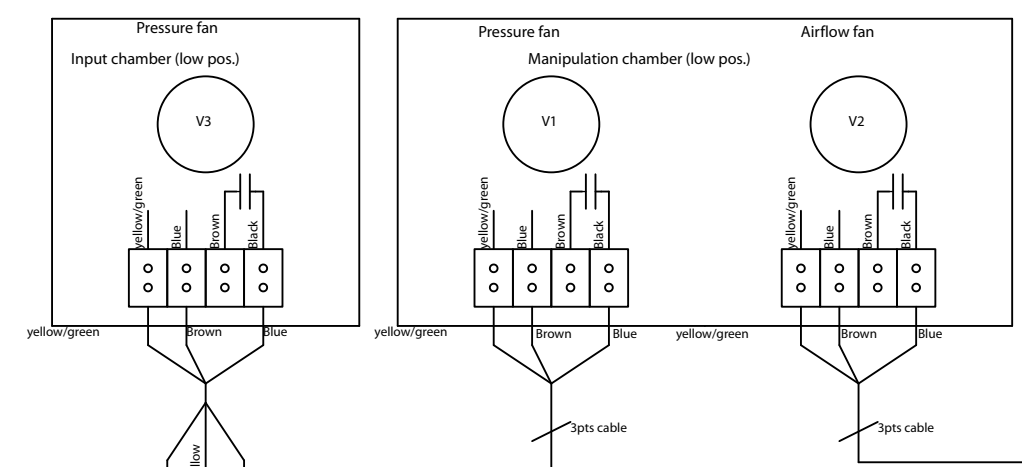 Pressure fan
Input chamber (low pos.)
V3
yellow/green
Blue
Brown
Black
yellow/green
Brown
Blue
Pressure fan
Airflow fan
Manipulation chamber (low pos.)
V1
V2
yellow/green
Blue
Brown
Black
yellow/green
Blue
Brown
Black
yellow/green
Brown
Blue
yellow/green
Brown
Blue
3pts cable
3pts cable